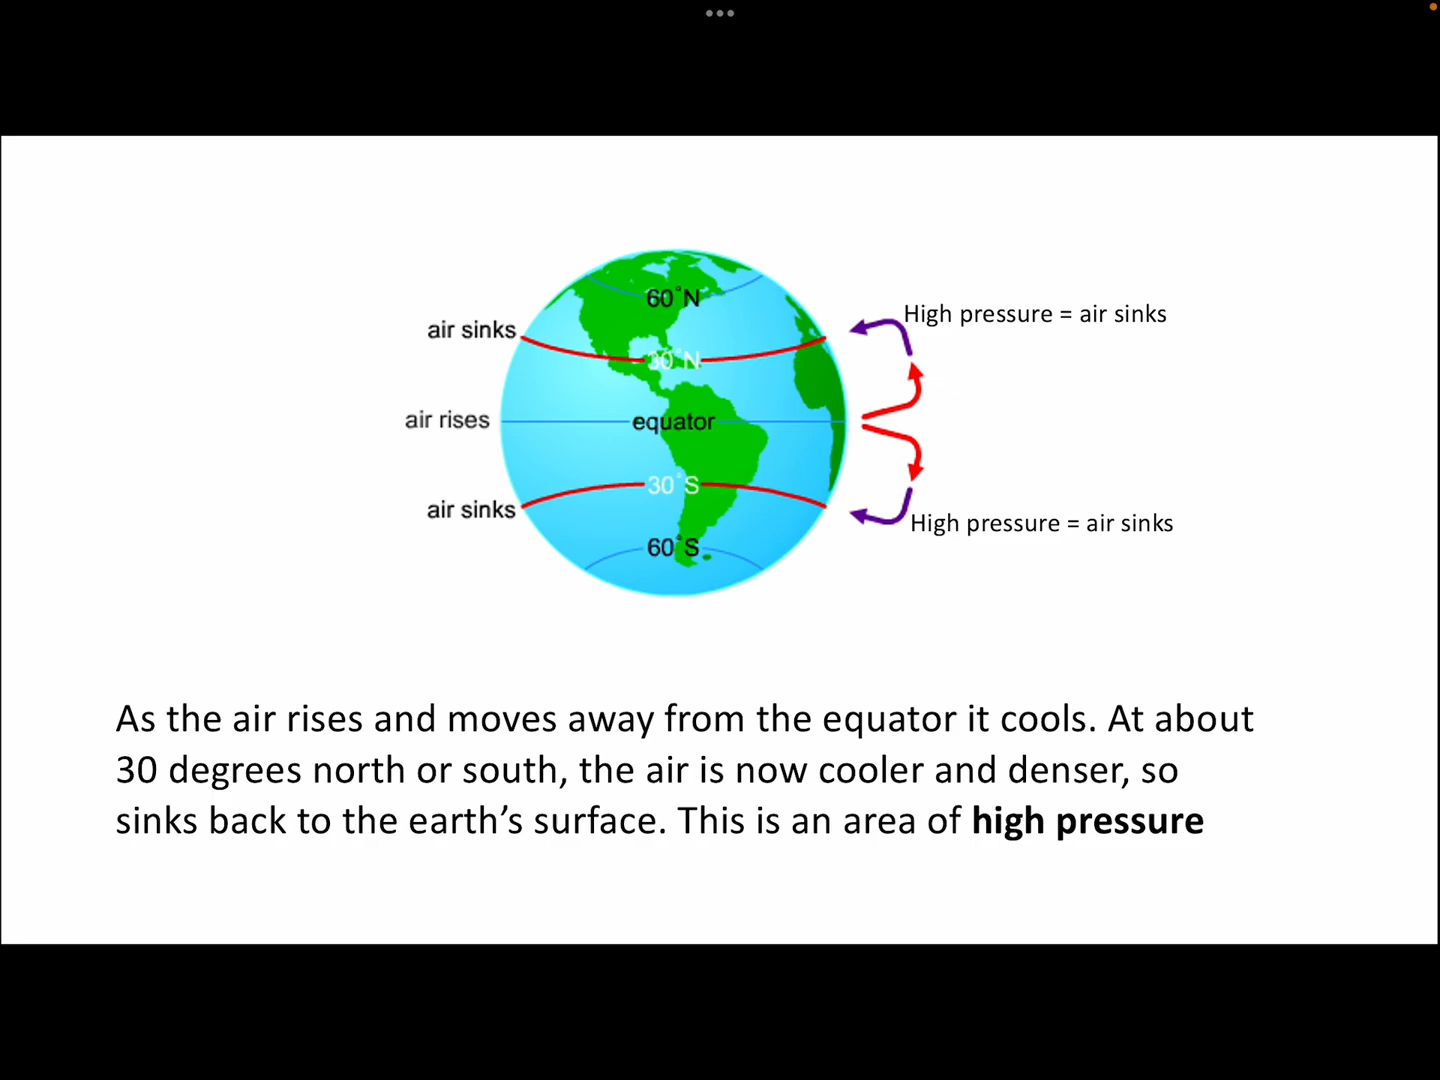 60°N
High pressure = air sinks
air sinks
30°N
air rises
equator
30°S
air sinks
High pressure = air sinks
60°S
As the air rises and moves away from the equator it cools. At about
30 degrees north or south, the air is now cooler and denser, so
sinks back to the earth’s surface. This is an area of high pressure